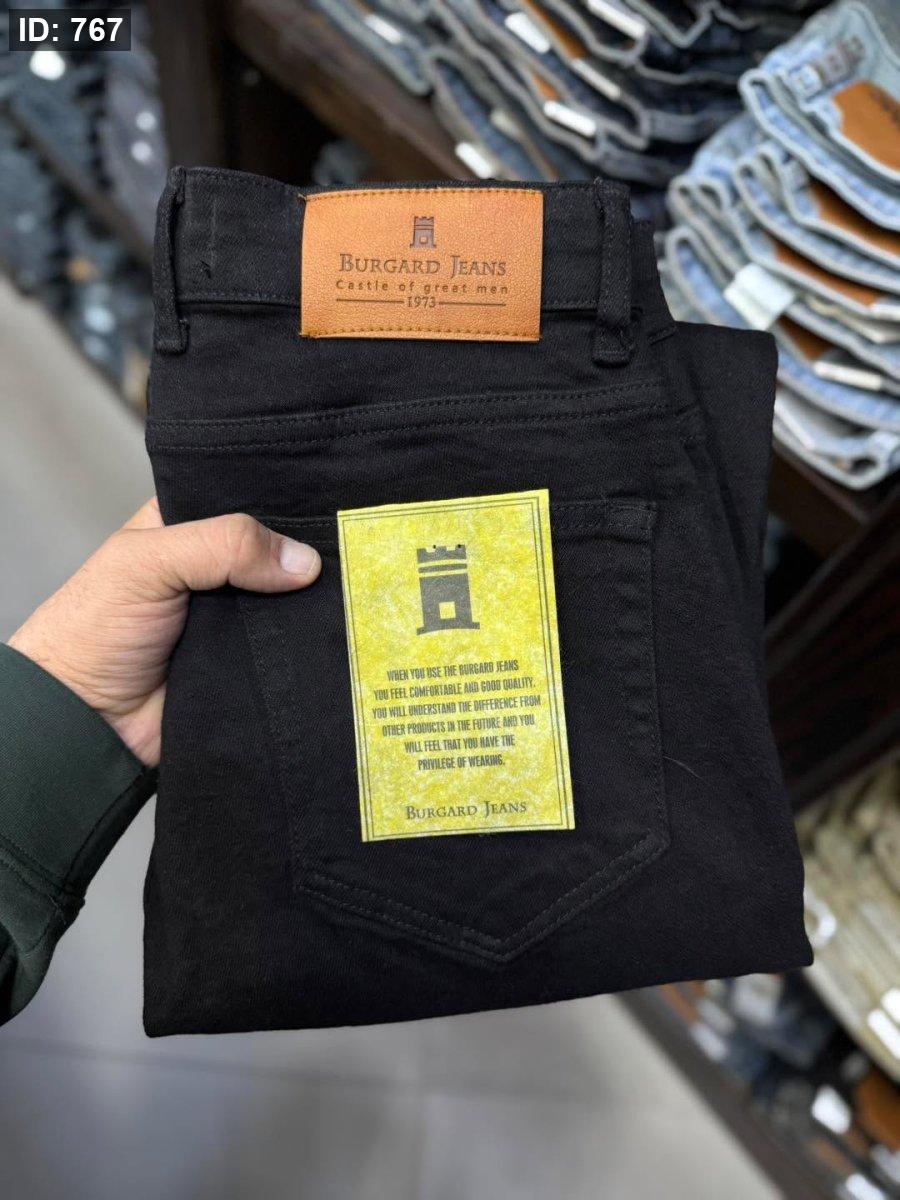 ID: 767
BURGARD JEANS
Castle of great men
1973
WHEN YOU USE THE BURGARD JEANS
YOU FEEL COMFORTABLE AND GOOD QUALITY.
YOU WILL UNDERSTAND THE DIFFERENCE FROM
OTHER PRODUCTS IN THE FUTURE AND YOU
WILL FEEL THAT YOU HAVE THE
PRIVILEGE OF WEARING.
BURGARD JEANS